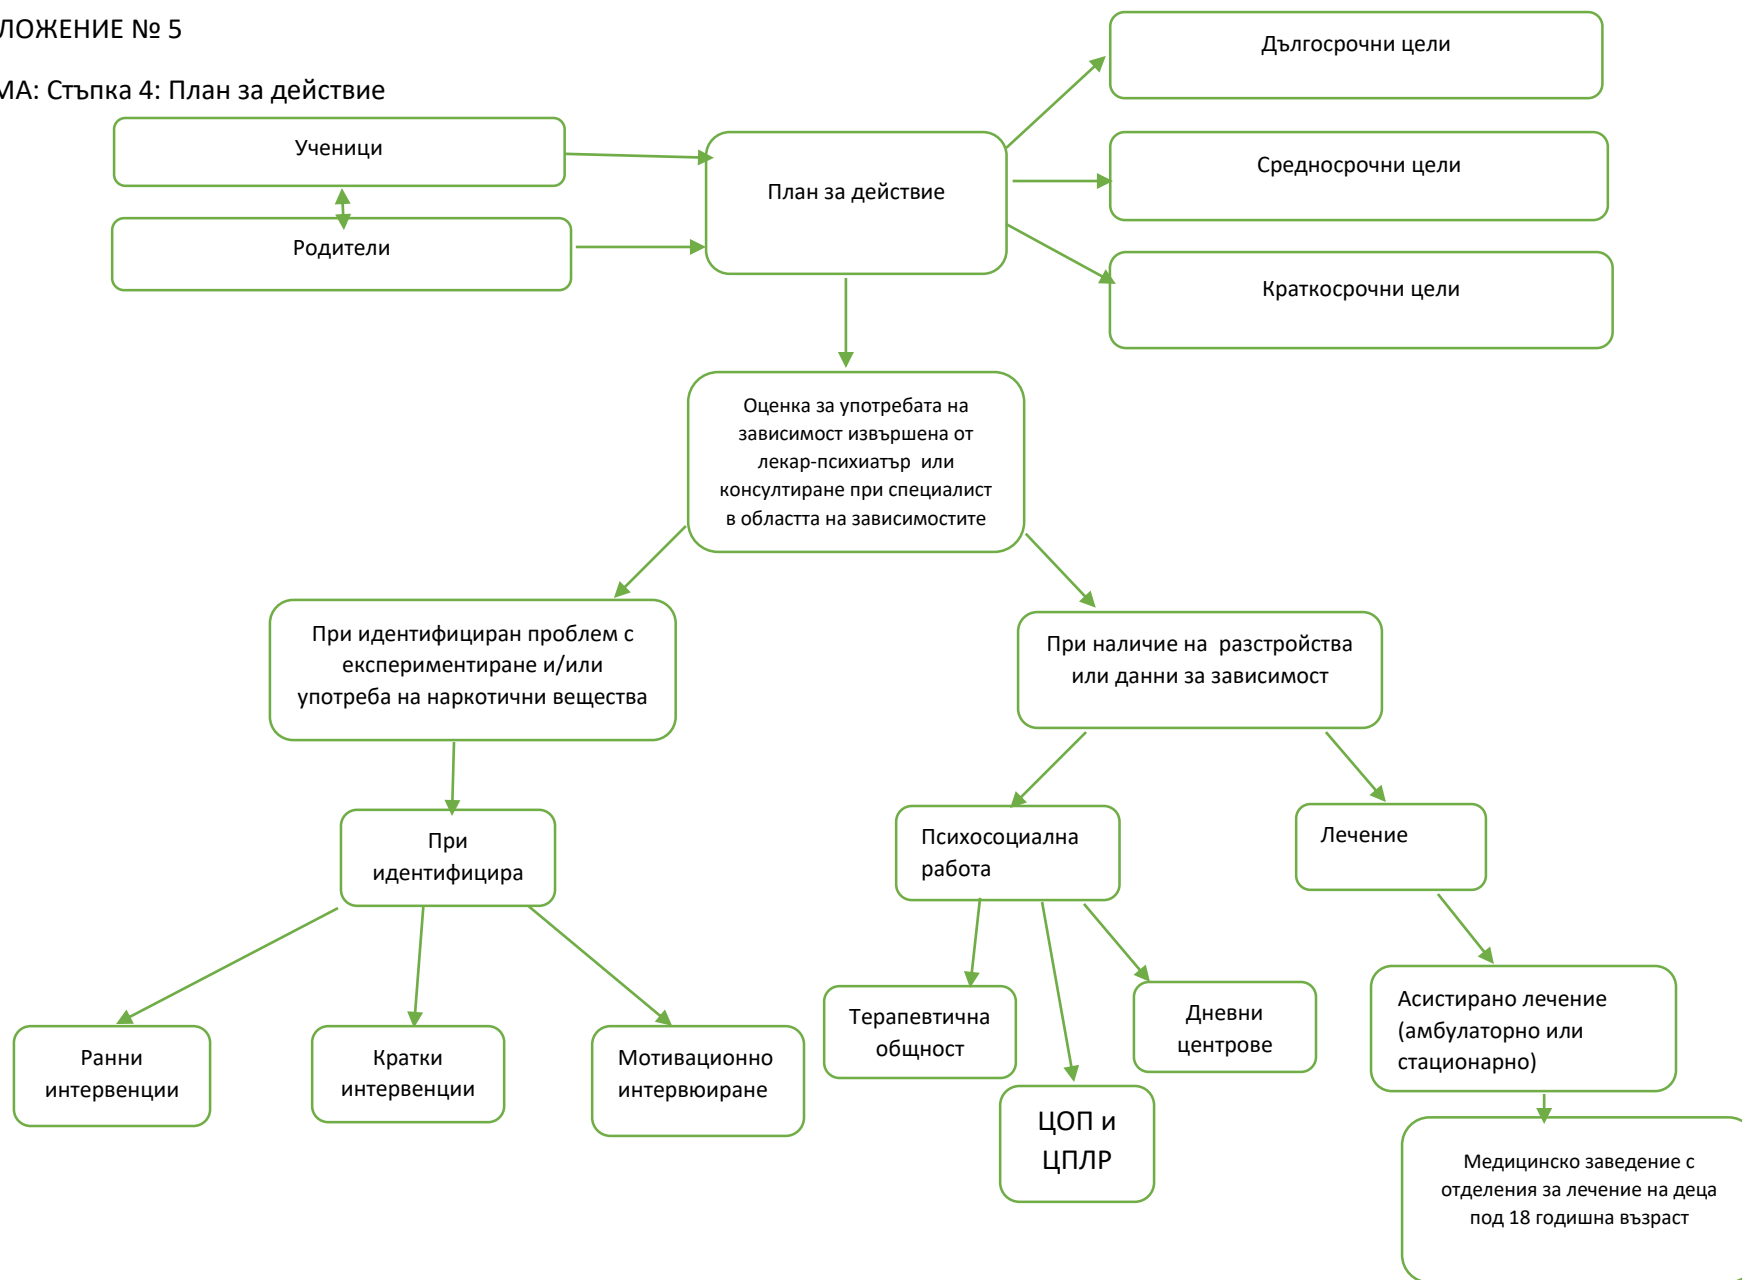 ЛОЖЕНИЕ № 5
МА: Стъпка 4: План за действие
Ученици
Родители
План за действие
Дългосрочни цели
Средносрочни цели
Краткосрочни цели
Оценка за употребата на
зависимост извършена от
лекар-психиатър или
консултиране при специалист
в областта на зависимостите
При идентифициран проблем с
експериментиране и/или
употреба на наркотични вещества
При наличие на разстройства
или данни за зависимост
При
идентифицира
Психосоциална
работа
Лечение
Ранни
интервенции
Кратки
интервенции
Мотивационно
интервюиране
Терапевтична
общност
ЦОП и
ЦПЛР
Дневни
центрове
Асистирано лечение
(амбулаторно или
стационарно)
Медицинско заведение с
отделения за лечение на деца
под 18 годишна възраст